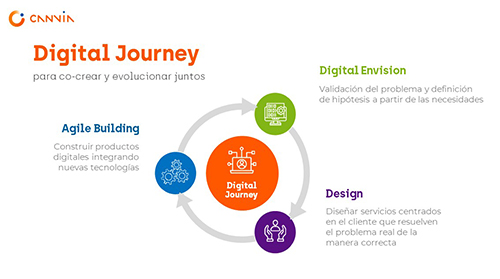 CANVIA
Digital Journey
para co-crear y evolucionar juntos
Digital Envision
Validación del problema y definición
de hipótesis a partir de las necesidades
Agile Building
Construir productos
digitales integrando
nuevas tecnologías
Digital
Journey
Design
Diseñar servicios centrados
en el cliente que resuelven
el problema real de la
manera correcta